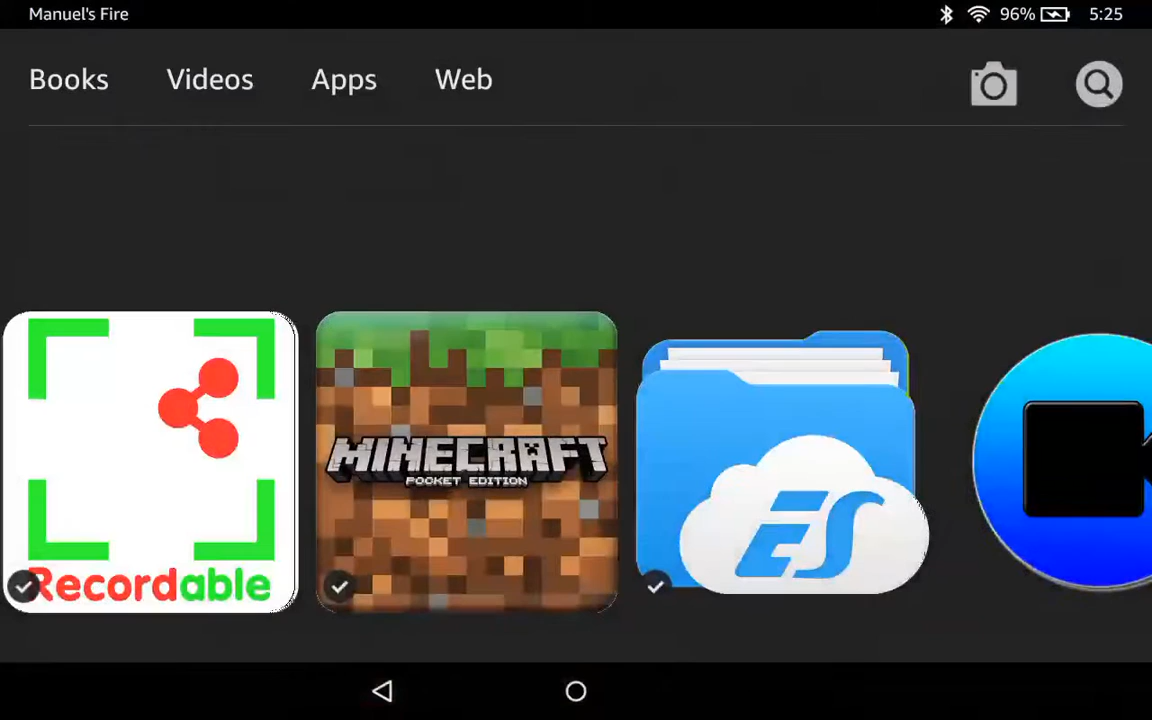 Manuel's Fire
96%
5:25
Books Videos Apps Web
Recordable
MINECRAFT
POCKET EDITION
ES